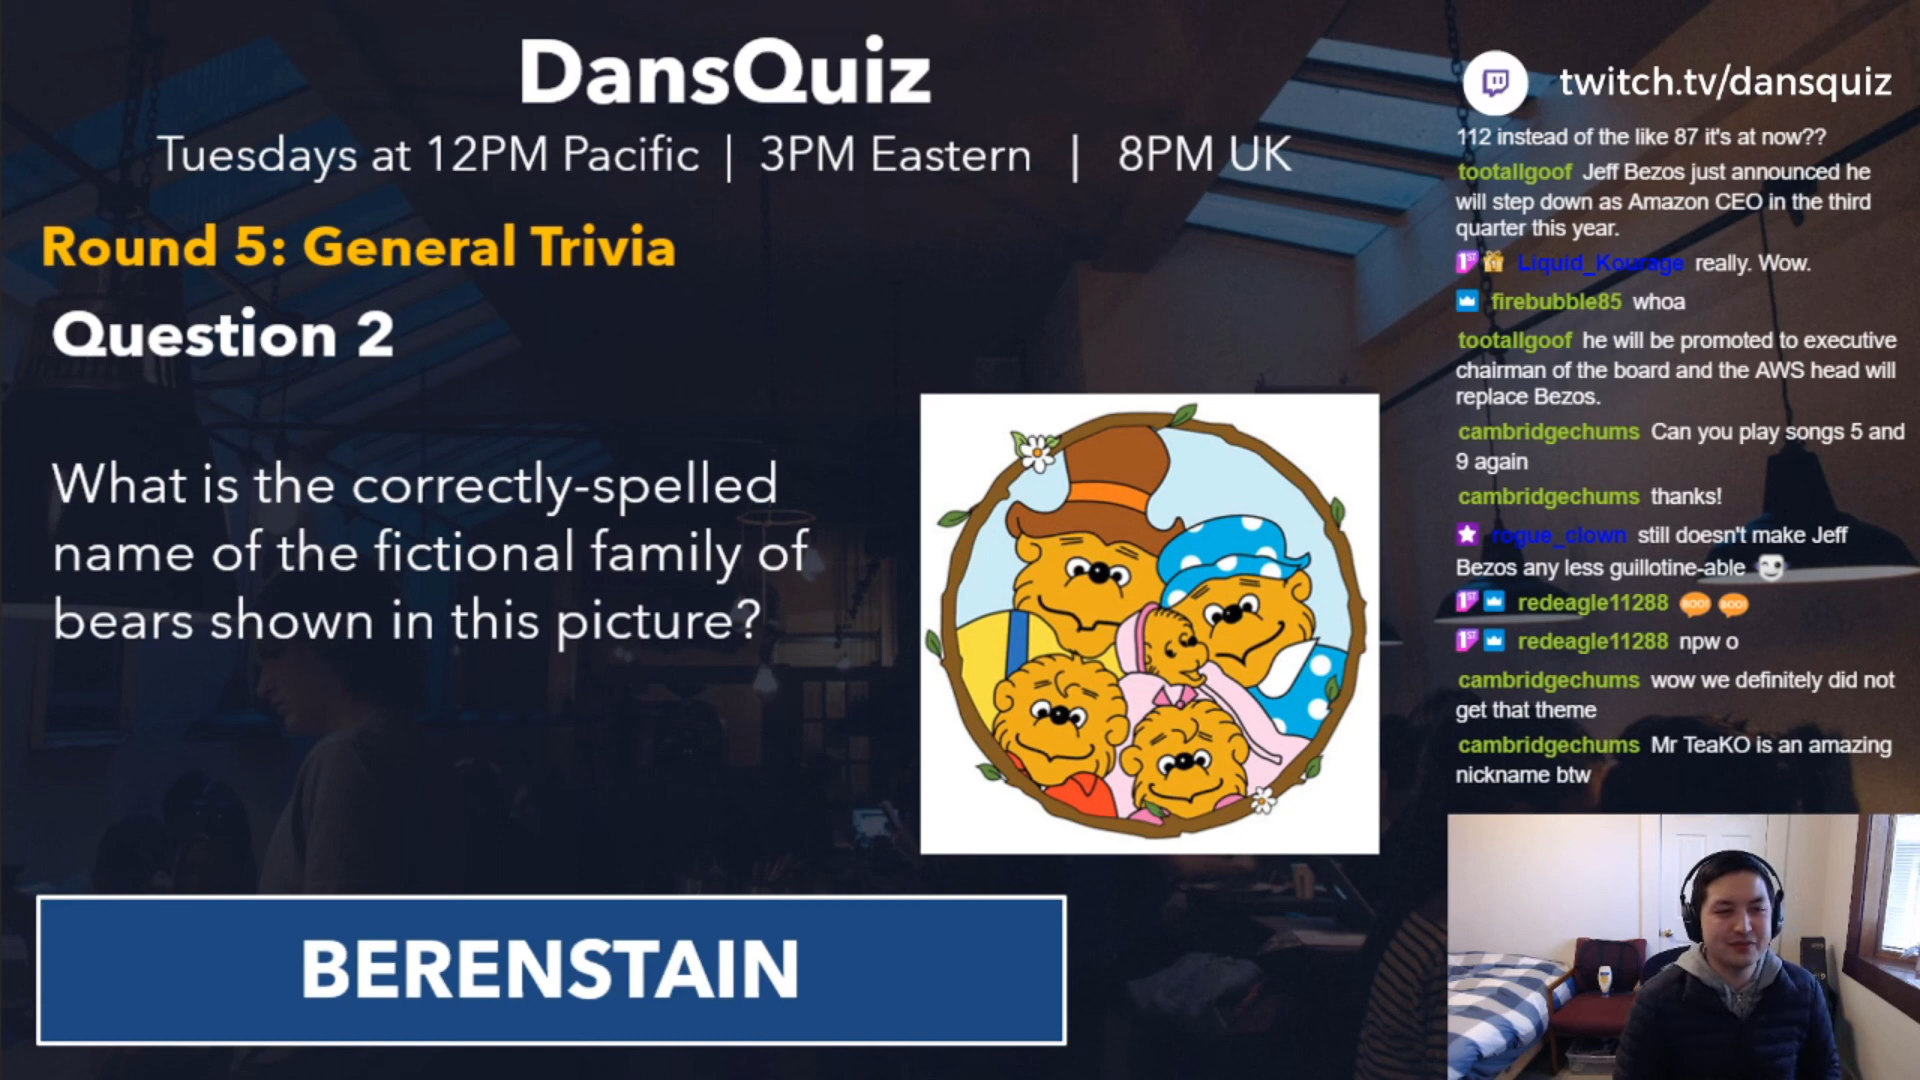 DansQuiz
Tuesdays at 12PM Pacific | 3PM Eastern | 8PM UK
Round 5: General Trivia
Question 2
What is the correctly-spelled
name of the fictional family of
bears shown in this picture?
BERENSTAIN
twitch.tv/dansquiz
112 instead of the like 87 it's at now??
tootallgoof Jeff Bezos just announced he
will step down as Amazon CEO in the third
quarter this year.
1ST Liquid_Kourage really. Wow.
firebubble85 whoa
tootallgoof he will be promoted to executive
chairman of the board and the AWS head will
replace Bezos.
cambridgechums Can you play songs 5 and
9 again
cambridgechums thanks!
rogue_clown still doesn't make Jeff
Bezos any less guillotine-able
1ST redeagle11288 BOO! BOO!
1ST redeagle11288 npw o
cambridgechums wow we definitely did not
get that theme
cambridgechums Mr TeaKO is an amazing
nickname btw